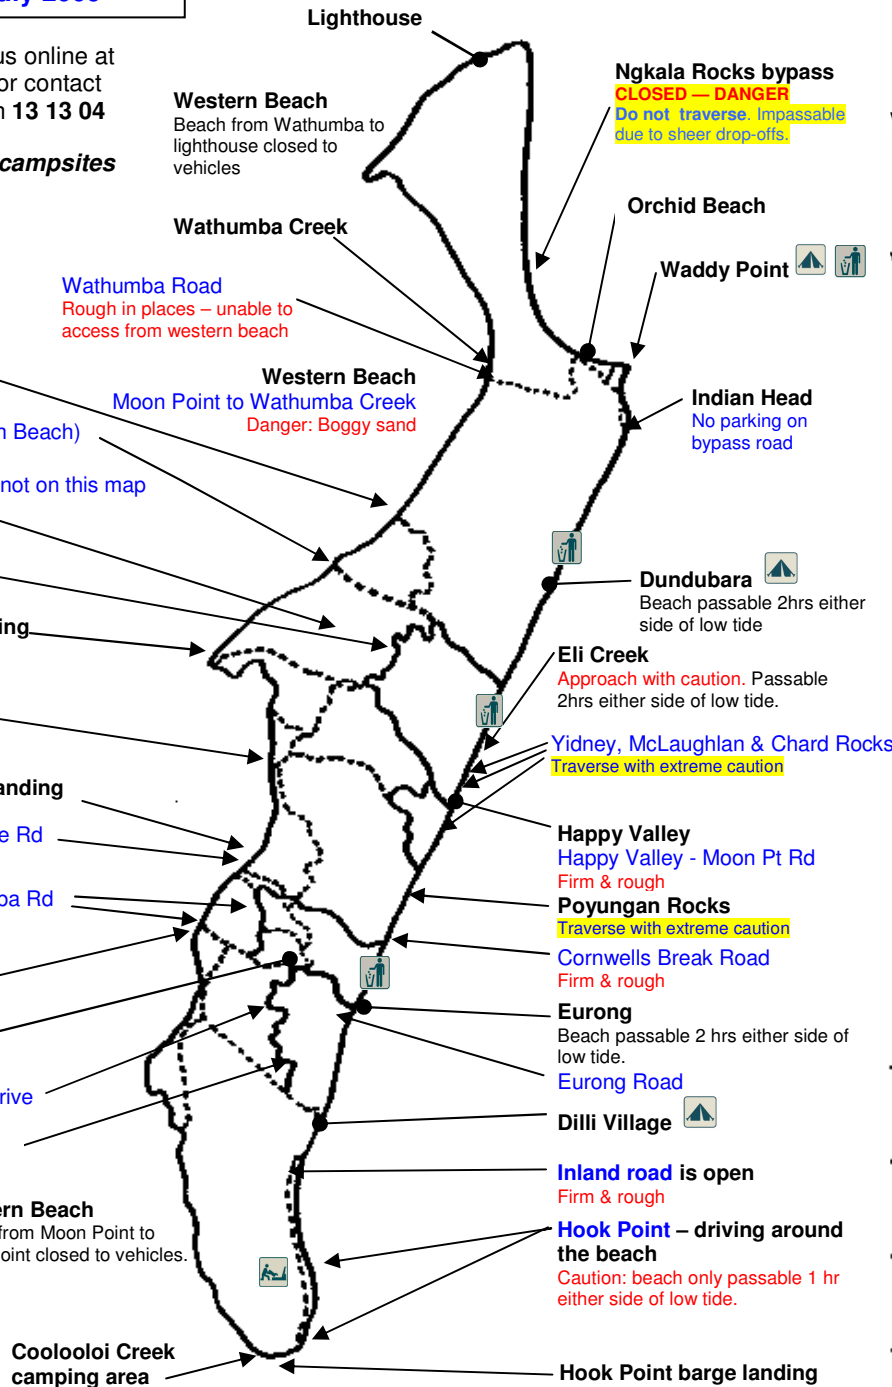 Lighthouse
us online at
or contact
13 13 04
campsites
Western Beach
Beach from Wathumba to
lighthouse closed to
vehicles
Ngkala Rocks bypass
CLOSED — DANGER
Do not traverse. Impassable
due to sheer drop-offs.
Orchid Beach
Wathumba Creek
Waddy Point
Wathumba Road
Rough in places – unable to
access from western beach
Western Beach
Moon Point to Wathumba Creek
Danger: Boggy sand
Indian Head
No parking on
bypass road
Beach)
not on this map
Dundubara
Beach passable 2hrs either
side of low tide
Eli Creek
Approach with caution. Passable
2hrs either side of low tide.
Yidney, McLaughlan & Chard Rocks
Traverse with extreme caution
Rd
Happy Valley
Happy Valley - Moon Pt Rd
Firm & rough
Rd
Poyungan Rocks
Traverse with extreme caution
Cornwells Break Road
Firm & rough
Eurong
Beach passable 2 hrs either side of
low tide.
Eurong Road
Dilli Village
Inland road is open
Firm & rough
Beach
from Moon Point to
oint closed to vehicles.
Hook Point – driving around
the beach
Caution: beach only passable 1 hr
either side of low tide.
Coolooloi Creek
camping area
Hook Point barge landing